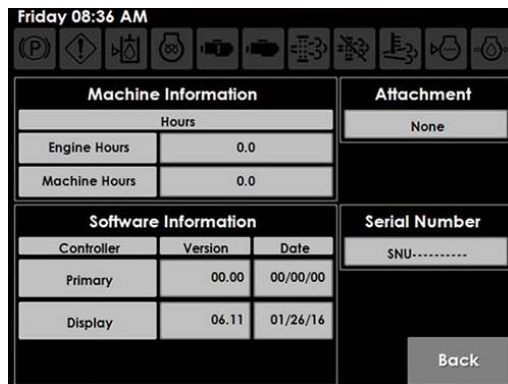 Friday 08:36 AM
Machine Information
Hours
Engine Hours 0.0
Machine Hours 0.0
Attachment
None
Software Information
Controller Version Date
Primary 00.00 00/00/00
Display 06.11 01/26/16
Serial Number
SNU----------
Back